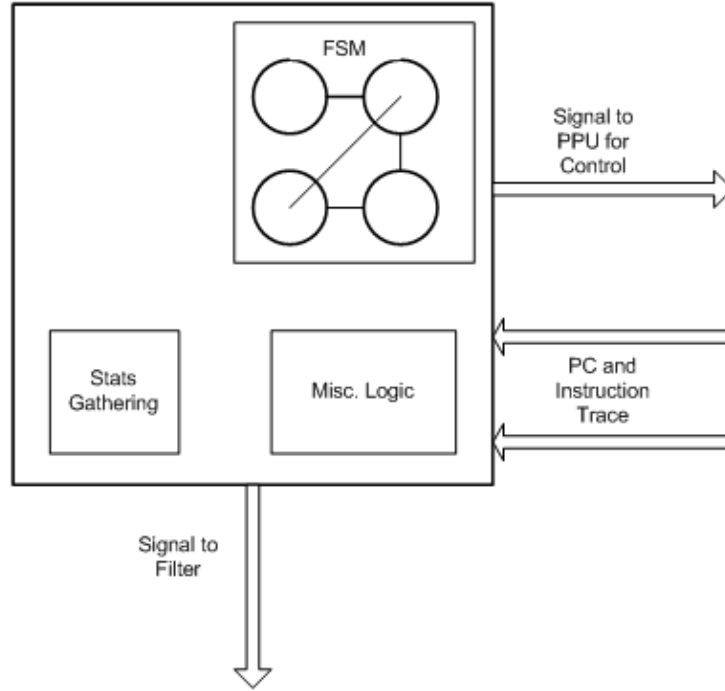 FSM
Signal to
PPU for
Control
Stats
Gathering
Misc. Logic
PC and
Instruction
Trace
Signal to
Filter